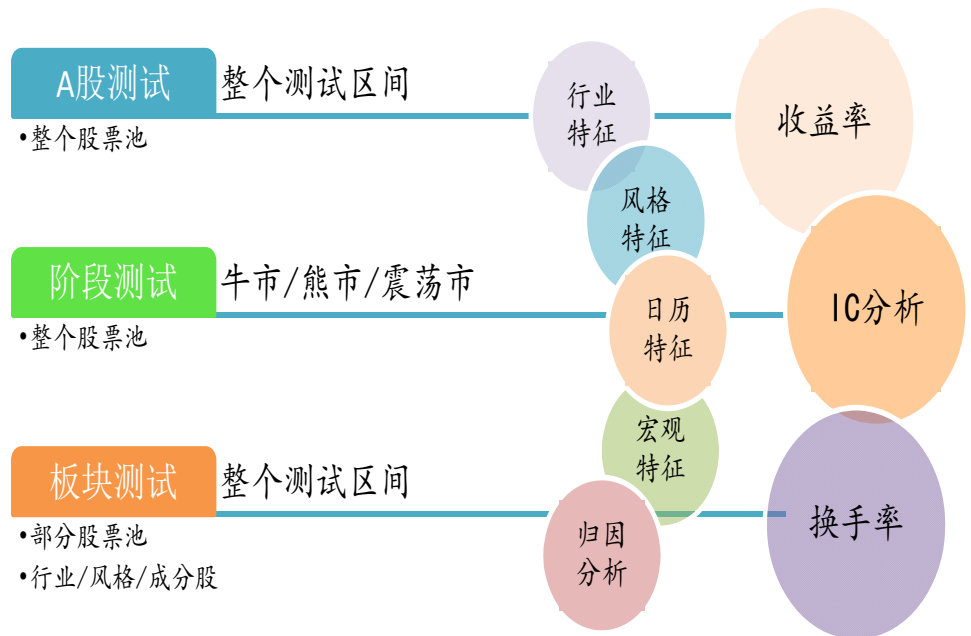 A股测试
整个测试区间
•整个股票池
阶段测试
牛市/熊市/震荡市
•整个股票池
板块测试
整个测试区间
•部分股票池
•行业/风格/成分股
行业
特征
风格
特征
日历
特征
宏观
特征
归因
分析
收益率
IC分析
换手率